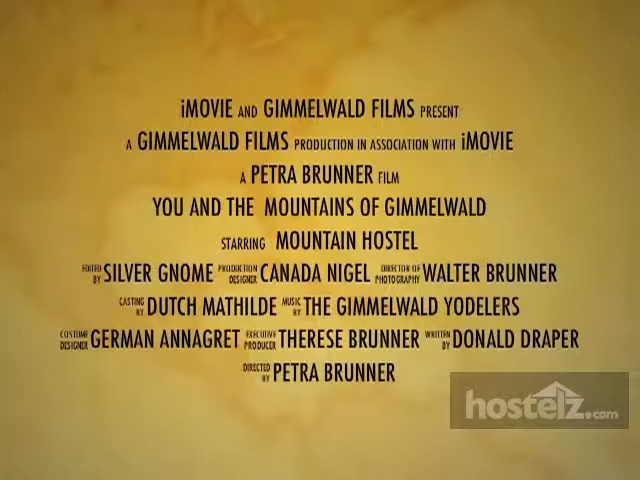 iMOVIE AND GIMMELWALD FILMS PRESENT
A GIMMELWALD FILMS PRODUCTION IN ASSOCIATION WITH iMOVIE
A PETRA BRUNNER FILM
YOU AND THE MOUNTAINS OF GIMMELWALD
STARRING MOUNTAIN HOSTEL
EDITED BY SILVER GNOME PRODUCTION DESIGNER CANADA NIGEL DIRECTOR OF PHOTOGRAPHY WALTER BRUNNER
CASTING BY DUTCH MATHILDE MUSIC BY THE GIMMELWALD YODELERS
COSTUME DESIGNER GERMAN ANNAGRET EXECUTIVE PRODUCER THERESE BRUNNER WRITTEN BY DONALD DRAPER
DIRECTED BY PETRA BRUNNER
hostelz.com